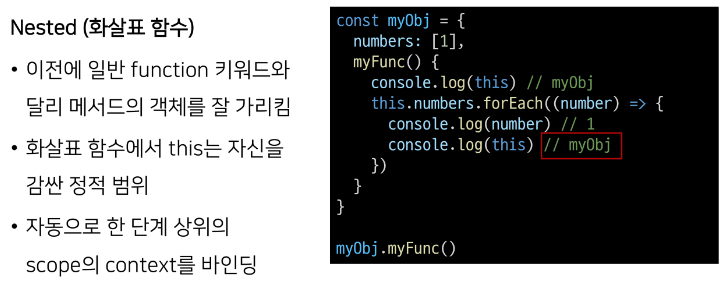 Nested (화살표 함수)
• 이전에 일반 function 키워드와
달리 메서드의 객체를 잘 가리킴
• 화살표 함수에서 this는 자신을
감싼 정적 범위
• 자동으로 한 단계 상위의
scope의 context를 바인딩
const myObj = {
  numbers: [1],
  myFunc() {
    console.log(this) // myObj
    this.numbers.forEach((number) => {
      console.log(number) // 1
      console.log(this) // myObj
    })
  }
}
myObj.myFunc()